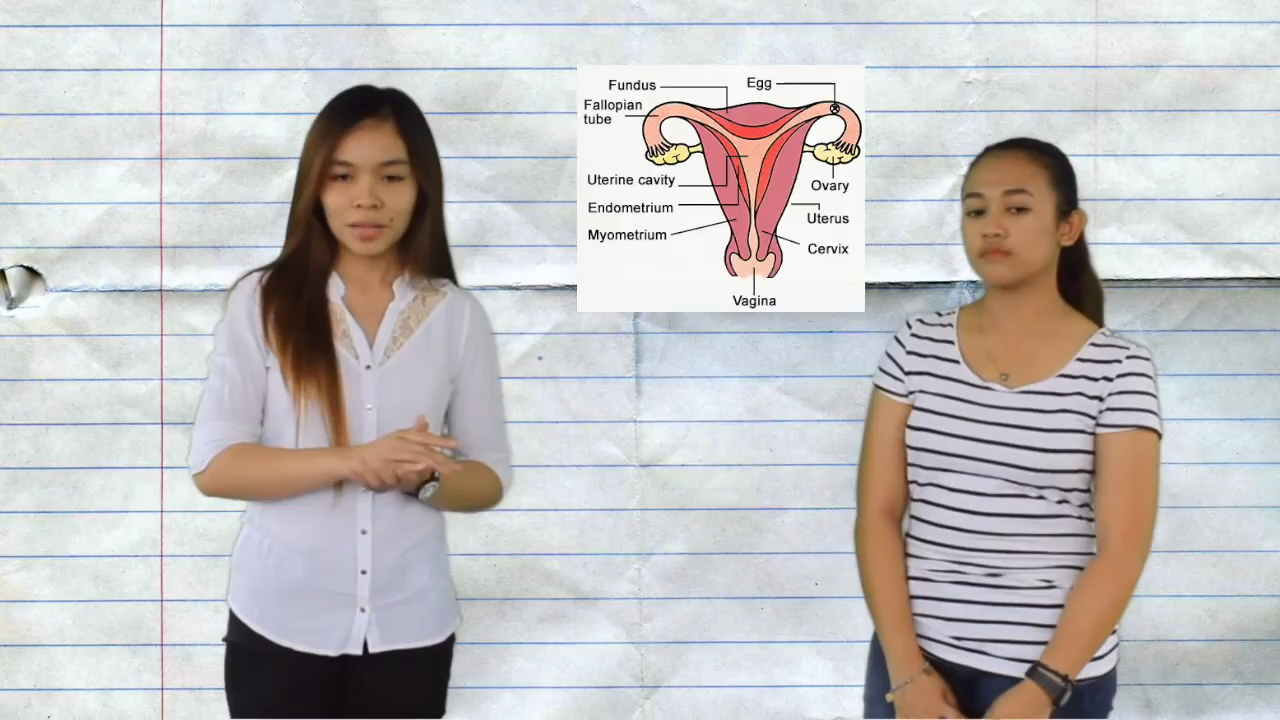 Fundus
Egg
Fallopian
tube
Uterine cavity
Ovary
Endometrium
Uterus
Myometrium
Cervix
Vagina